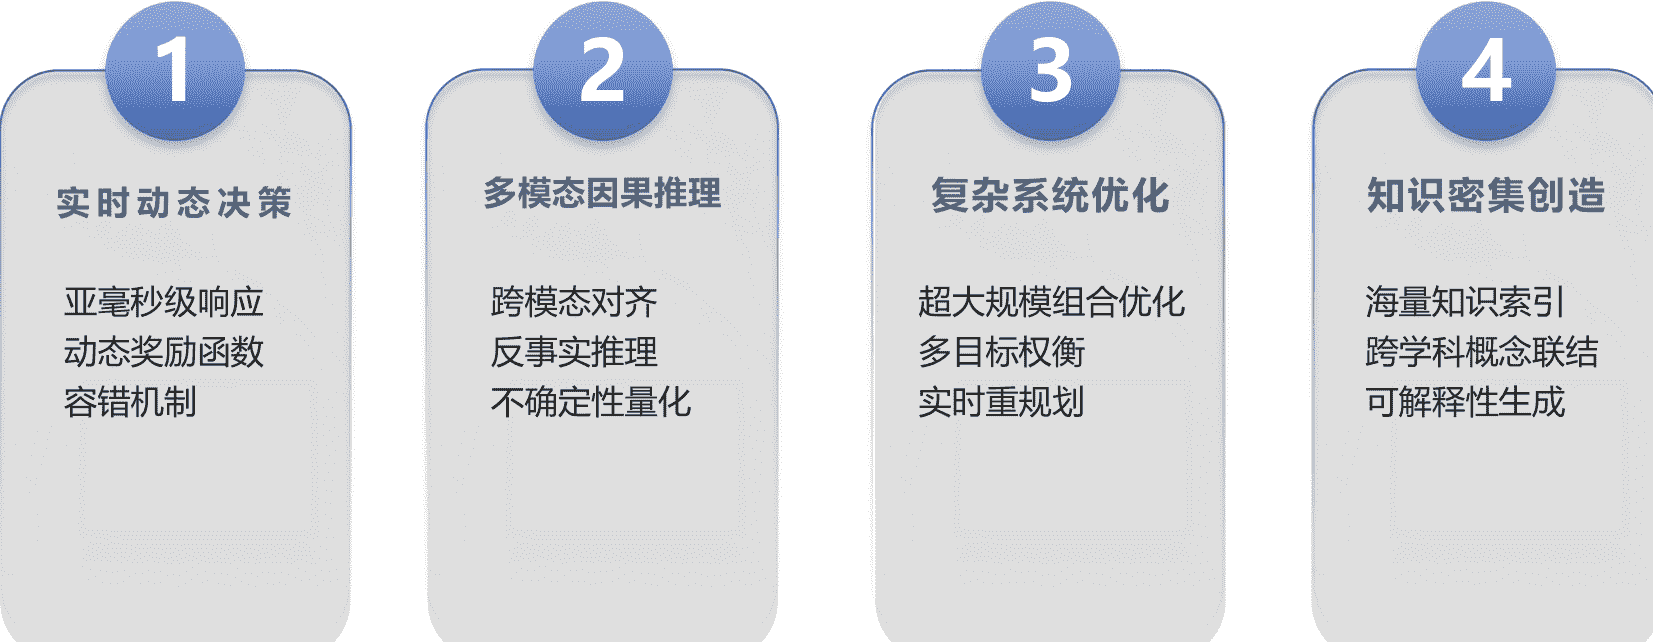 1
实时动态决策
亚毫秒级响应
动态奖励函数
容错机制
2
多模态因果推理
跨模态对齐
反事实推理
不确定性量化
3
复杂系统优化
超大规模组合优化
多目标权衡
实时重规划
4
知识密集创造
海量知识索引
跨学科概念联结
可解释性生成